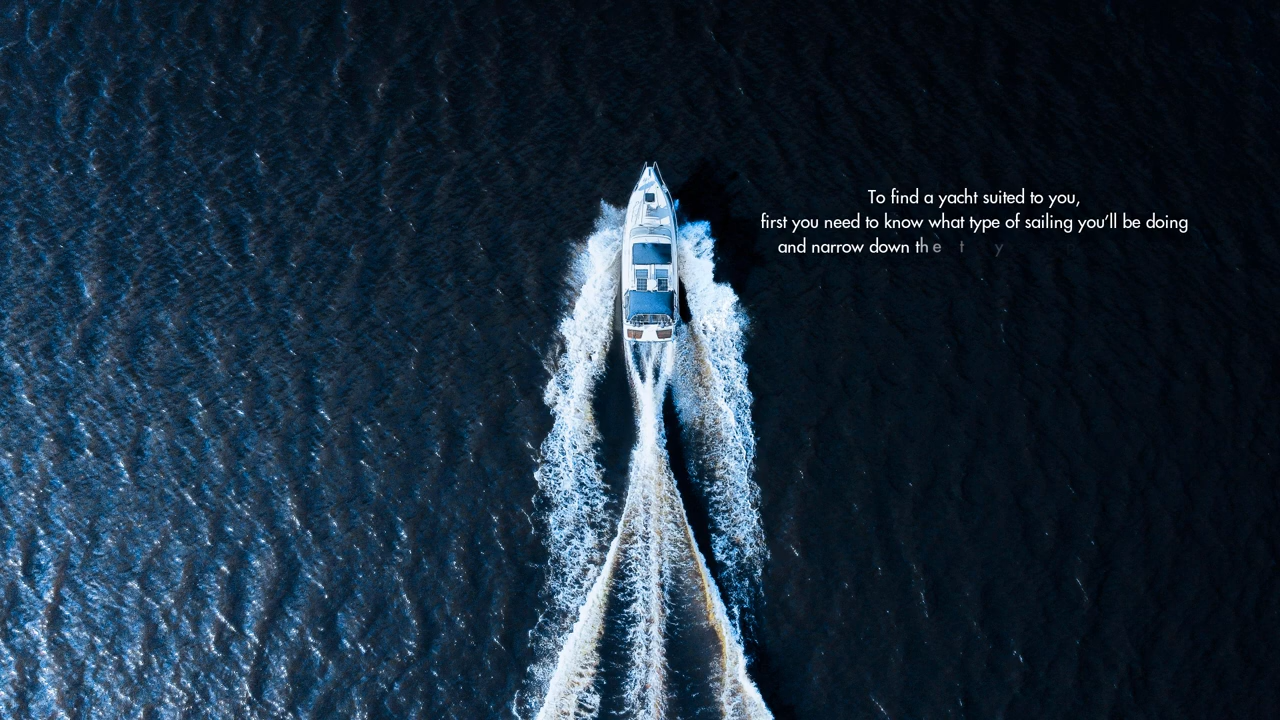 To find a yacht suited to you,
first you need to know what type of sailing you'll be doing
and narrow down the